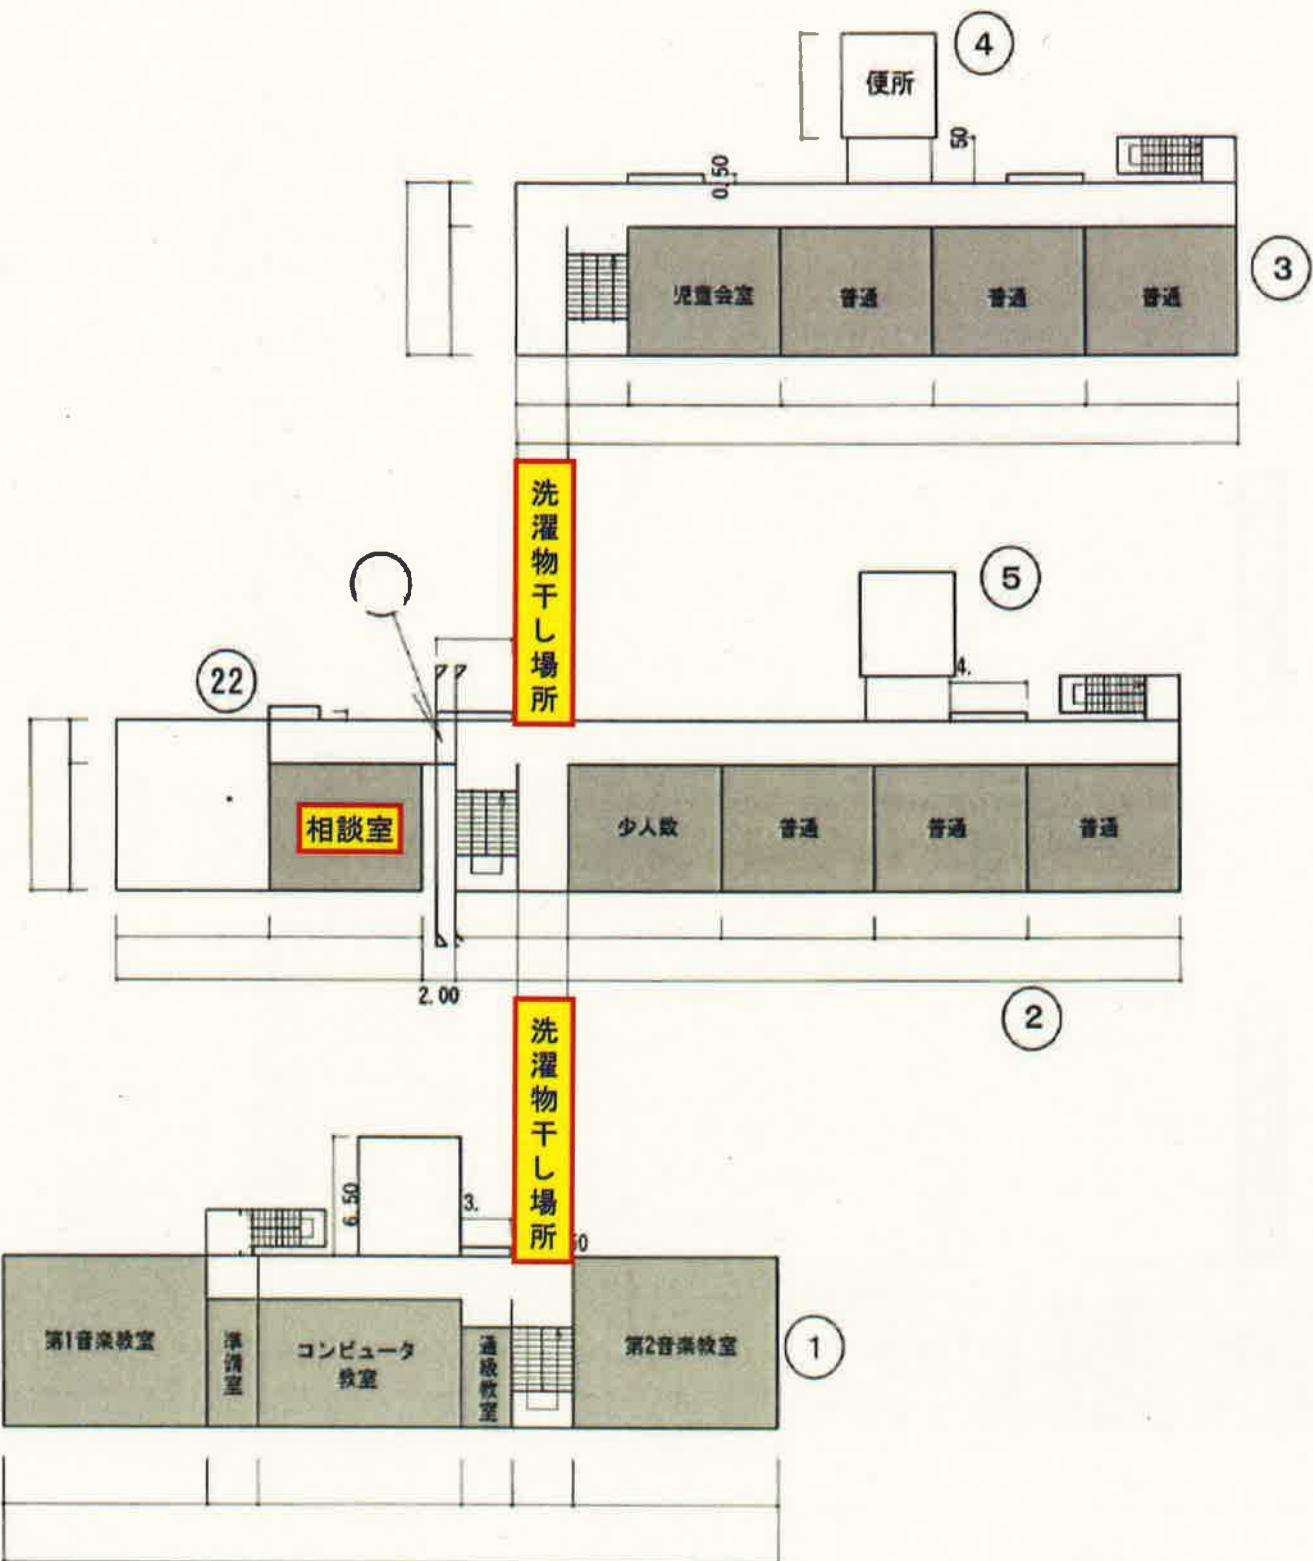 4
便所
50
0.50
3
児童会室
普通
普通
普通
洗濯物干し場所
5
22
4.
相談室
少人数
普通
普通
普通
2.00
2
洗濯物干し場所
6.50
3.
50
第1音楽教室
準備室
コンピュータ
教室
通級教室
第2音楽教室
1